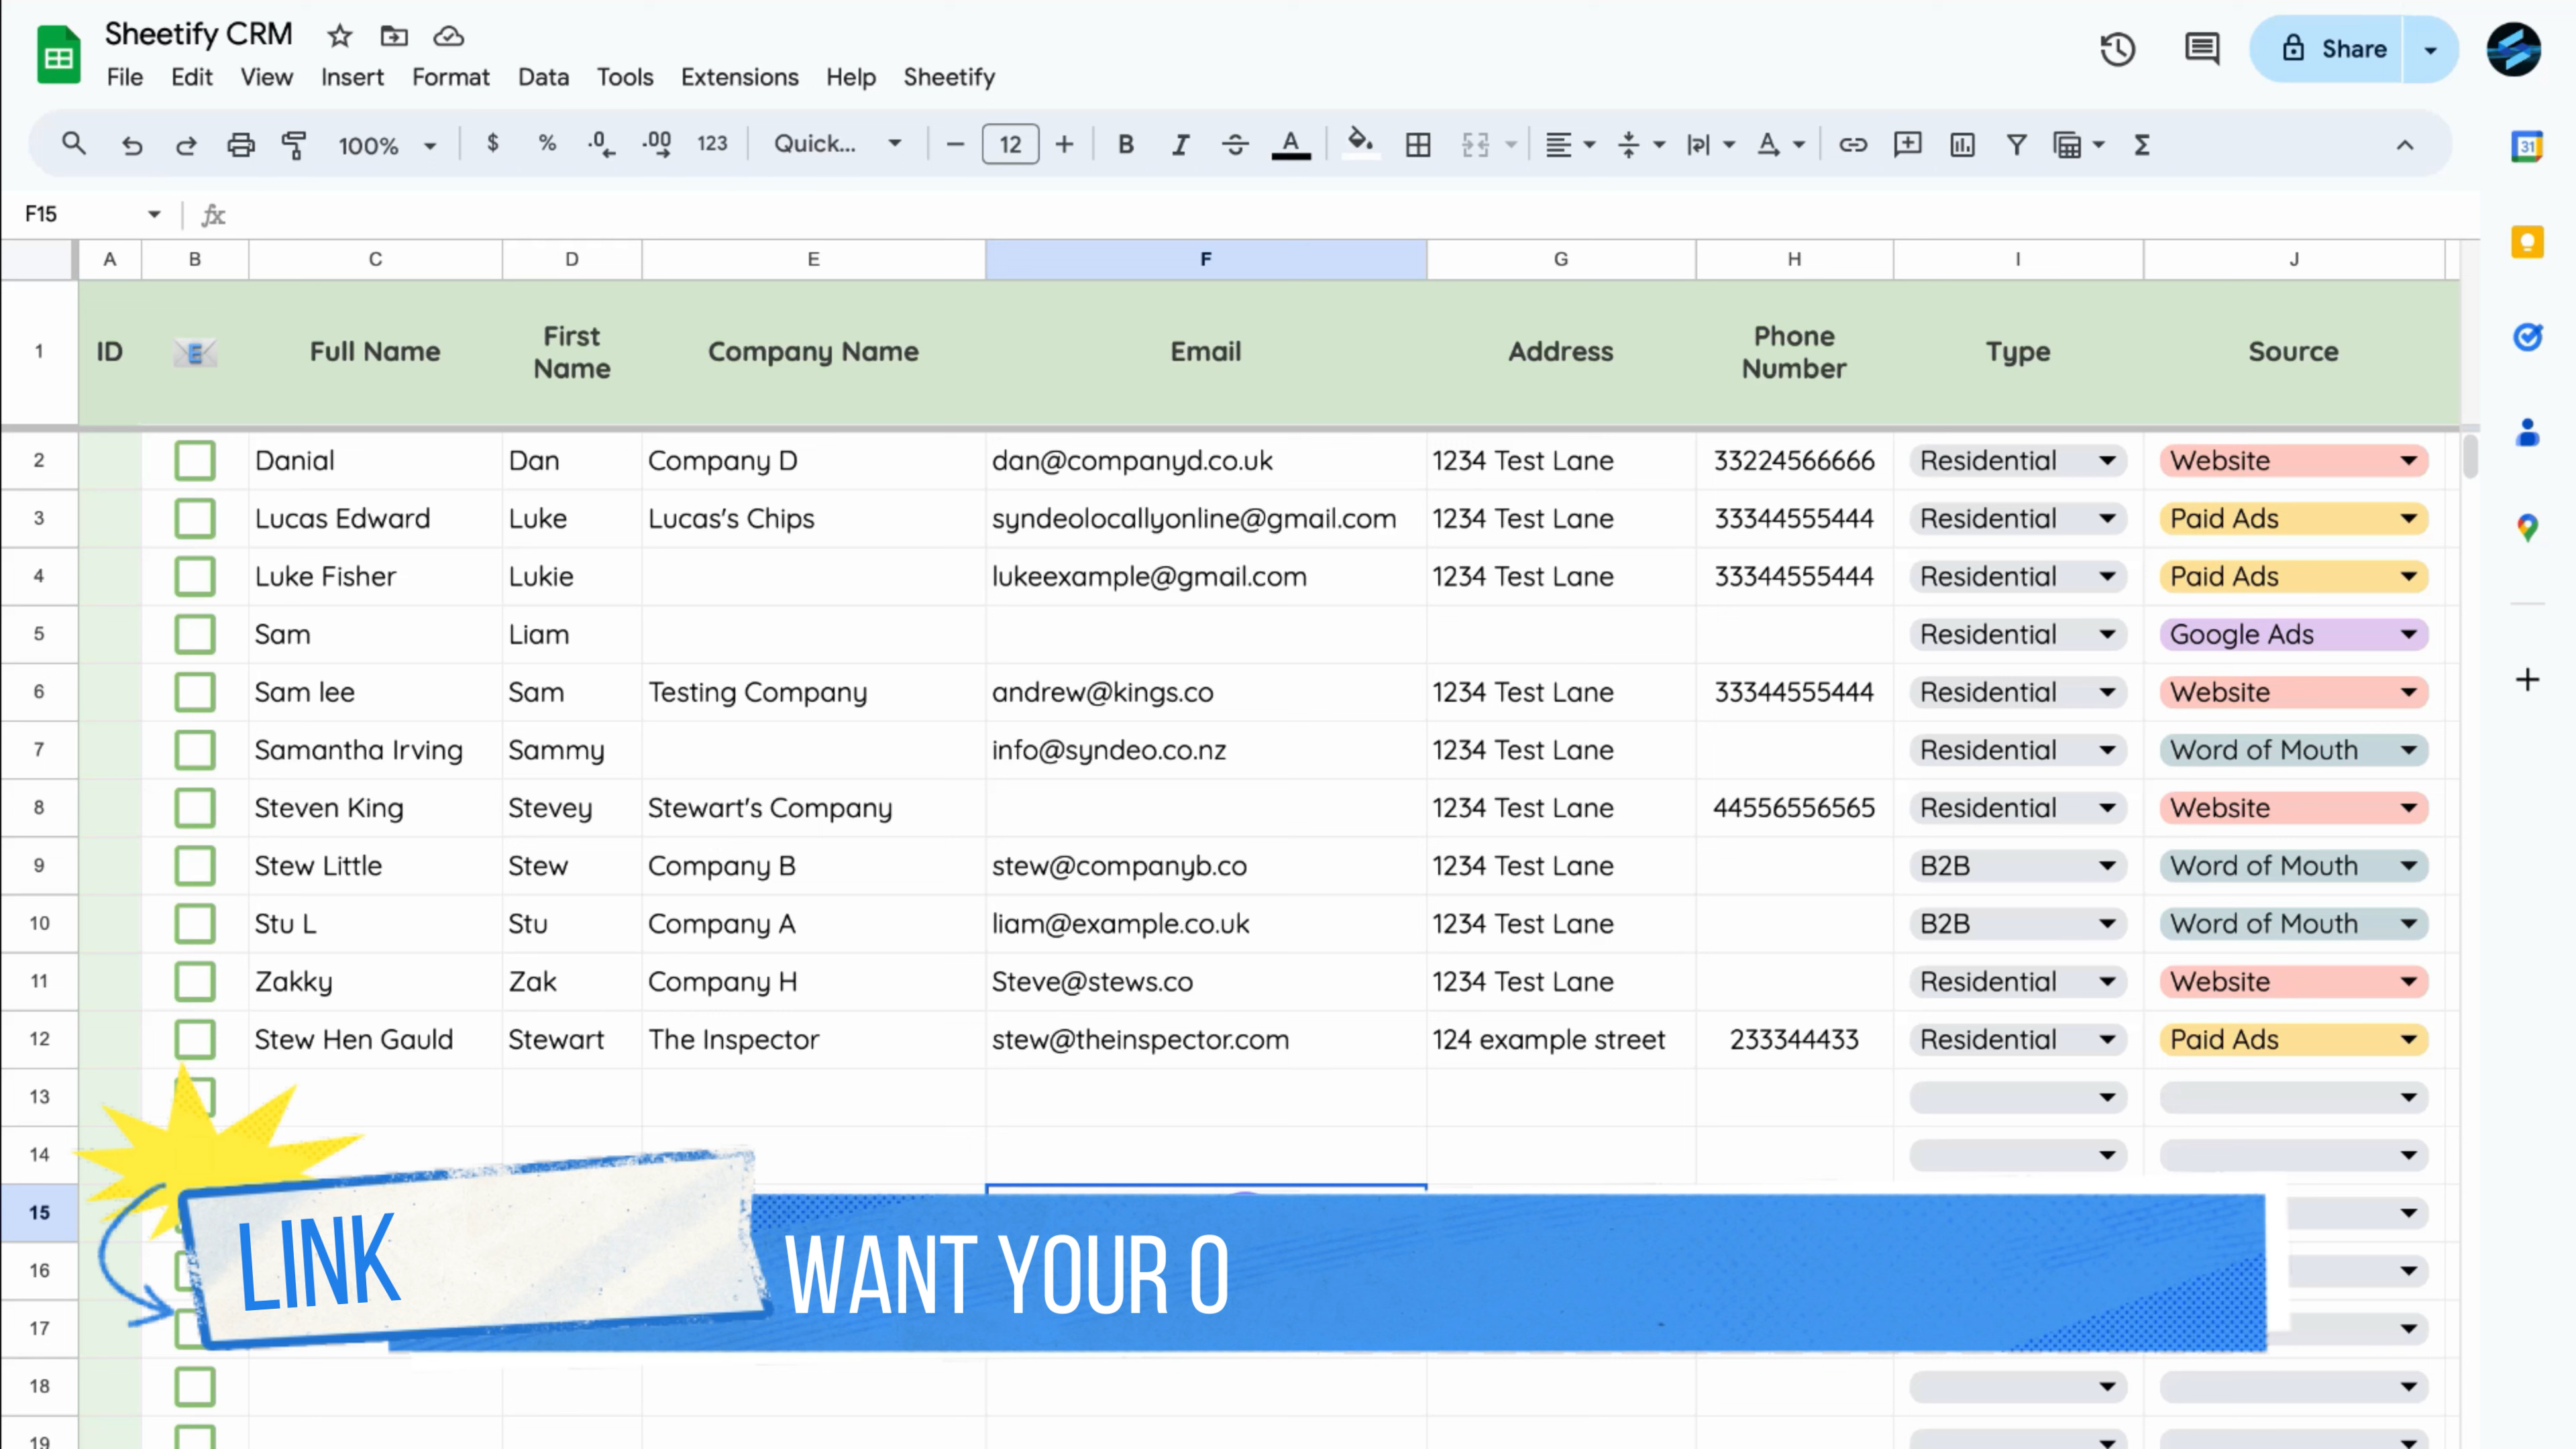 Sheetify CRM
File Edit View Insert Format Data Tools Extensions Help Sheetify
Share
100% $ % .0 .00 123 Quick... 12 B I A A Σ
31
F15 fx
A B C D E F G H I J
1 ID E Full Name First Name Company Name Email Address Phone Number Type Source
2 Danial Dan Company D dan@companyd.co.uk 1234 Test Lane 33224566666 Residential Website
3 Lucas Edward Luke Lucas's Chips syndeolocallyonline@gmail.com 1234 Test Lane 33344555444 Residential Paid Ads
4 Luke Fisher Lukie lukeexample@gmail.com 1234 Test Lane 33344555444 Residential Paid Ads
5 Sam Liam Residential Google Ads
6 Sam lee Sam Testing Company andrew@kings.co 1234 Test Lane 33344555444 Residential Website
7 Samantha Irving Sammy info@syndeo.co.nz 1234 Test Lane Residential Word of Mouth
8 Steven King Stevey Stewart's Company 1234 Test Lane 44556556565 Residential Website
9 Stew Little Stew Company B stew@companyb.co 1234 Test Lane B2B Word of Mouth
10 Stu L Stu Company A liam@example.co.uk 1234 Test Lane B2B Word of Mouth
11 Zakky Zak Company H Steve@stews.co 1234 Test Lane Residential Website
12 Stew Hen Gauld Stewart The Inspector stew@theinspector.com 124 example street 233344433 Residential Paid Ads
13
14
15
LINK WANT YOUR O
16
17
18
19